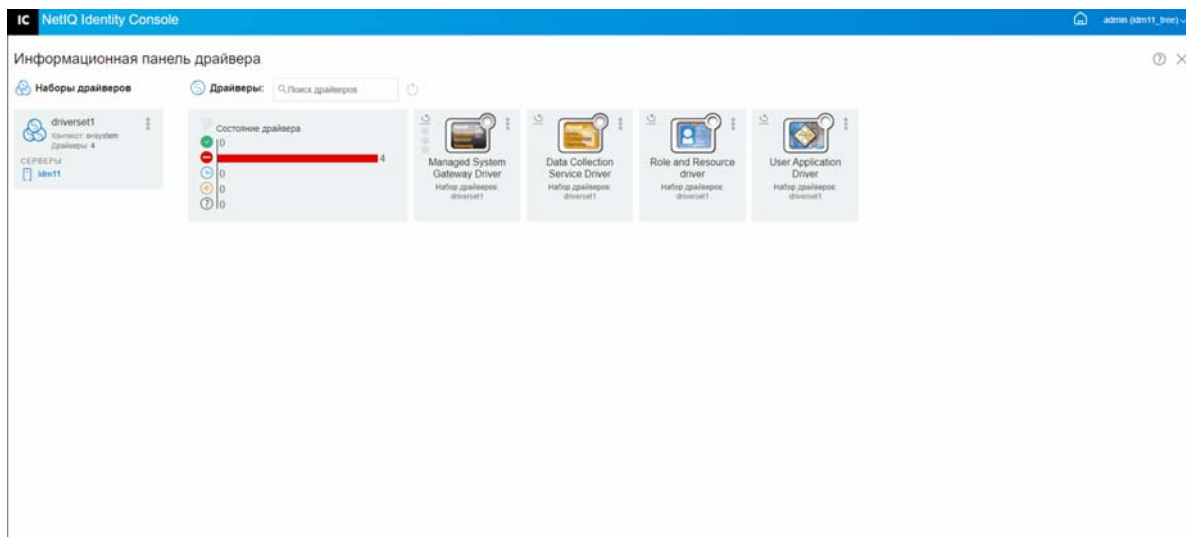 IC NetIQ Identity Console
admin (idm11_tree)
Информационная панель драйвера
Наборы драйверов
Драйверы:
Поиск драйверов
driverset1
Контекст: o=system
Драйверы: 4
СЕРВЕРЫ
idm11
Состояние драйвера
0
4
0
0
0
Managed System
Gateway Driver
Набор драйверов:
driverset1
Data Collection
Service Driver
Набор драйверов:
driverset1
Role and Resource
driver
Набор драйверов:
driverset1
User Application
Driver
Набор драйверов:
driverset1